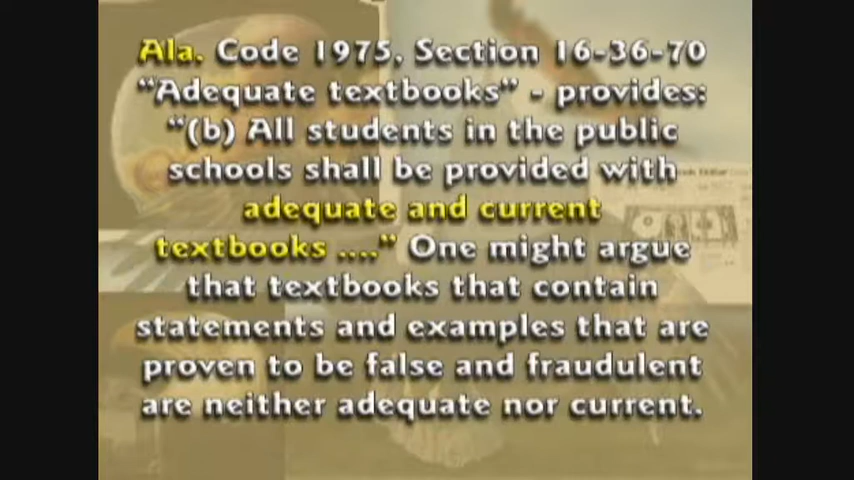 Ala. Code 1975, Section 16-36-70
"Adequate textbooks" - provides:
"(b) All students in the public
schools shall be provided with
adequate and current
textbooks ...." One might argue
that textbooks that contain
statements and examples that are
proven to be false and fraudulent
are neither adequate nor current.